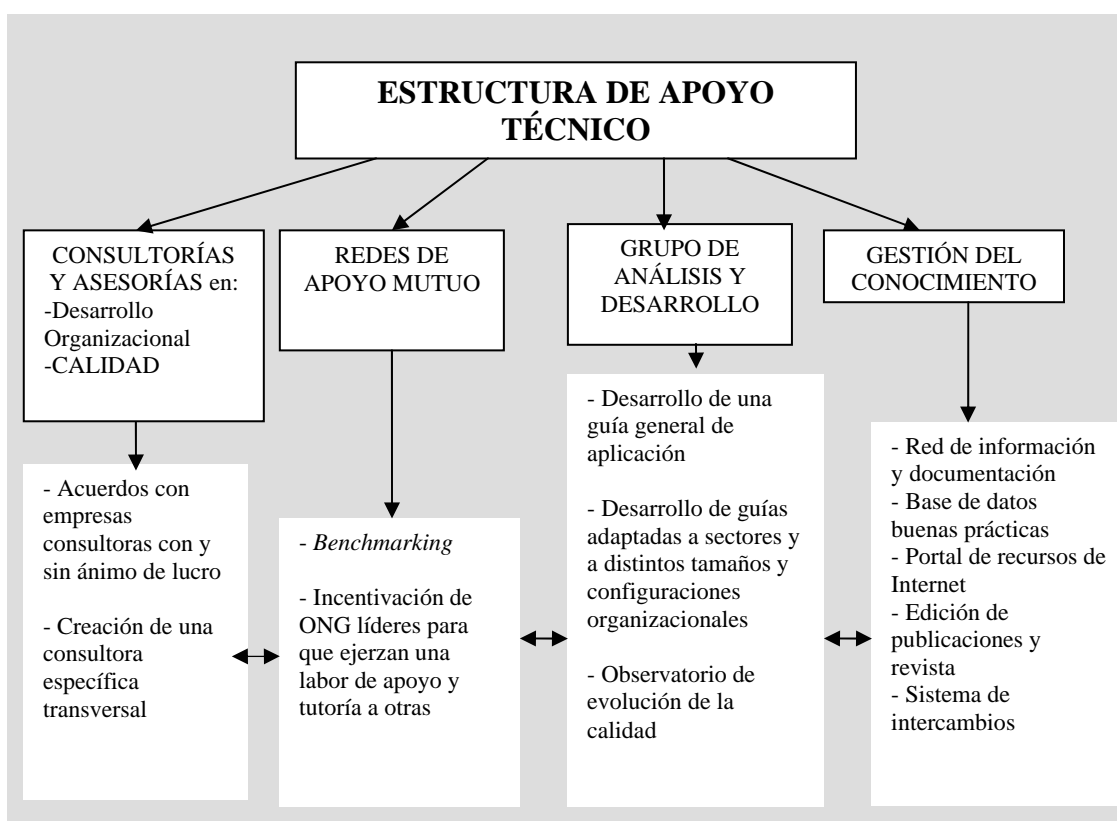 ESTRUCTURA DE APOYO
TÉCNICO
CONSULTORÍAS
Y ASESORÍAS en:
-Desarrollo
Organizacional
-CALIDAD
REDES DE
APOYO MUTUO
GRUPO DE
ANÁLISIS Y
DESARROLLO
GESTIÓN DEL
CONOCIMIENTO
- Acuerdos con
empresas
consultoras con y
sin ánimo de lucro
- Creación de una
consultora
específica
transversal
- Benchmarking
- Incentivación de
ONG líderes para
que ejerzan una
labor de apoyo y
tutoría a otras
- Desarrollo de una
guía general de
aplicación
- Desarrollo de guías
adaptadas a sectores y
a distintos tamaños y
configuraciones
organizacionales
- Observatorio de
evolución de la
calidad
- Red de información
y documentación
- Base de datos
buenas prácticas
- Portal de recursos de
Internet
- Edición de
publicaciones y
revista
- Sistema de
intercambios